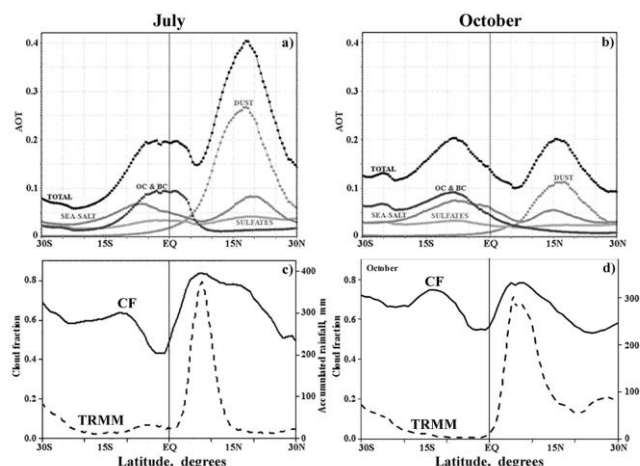 July
October
0.4
a)
0.3
DUST
AOT
0.2
0.1
OC & BC
TOTAL
SEA-SALT
SULFATES
0
30S
15S
EQ
15N
30N
0.4
b)
0.3
AOT
0.2
DUST
TOTAL
0.1
OC & BC
SEA-SALT
SULFATES
0
30S
15S
EQ
15N
30N
c)
0.8
CF
0.6
Cloud fraction
0.4
0.2
TRMM
0.0
400
300
200
100
0
Accumulated rainfall, mm
30S
15S
EQ
15N
30N
Latitude, degrees
October
d)
0.8
CF
0.6
Cloud fraction
0.4
0.2
TRMM
0.0
300
200
100
0
30S
15S
EQ
15N
30N
Latitude, degrees